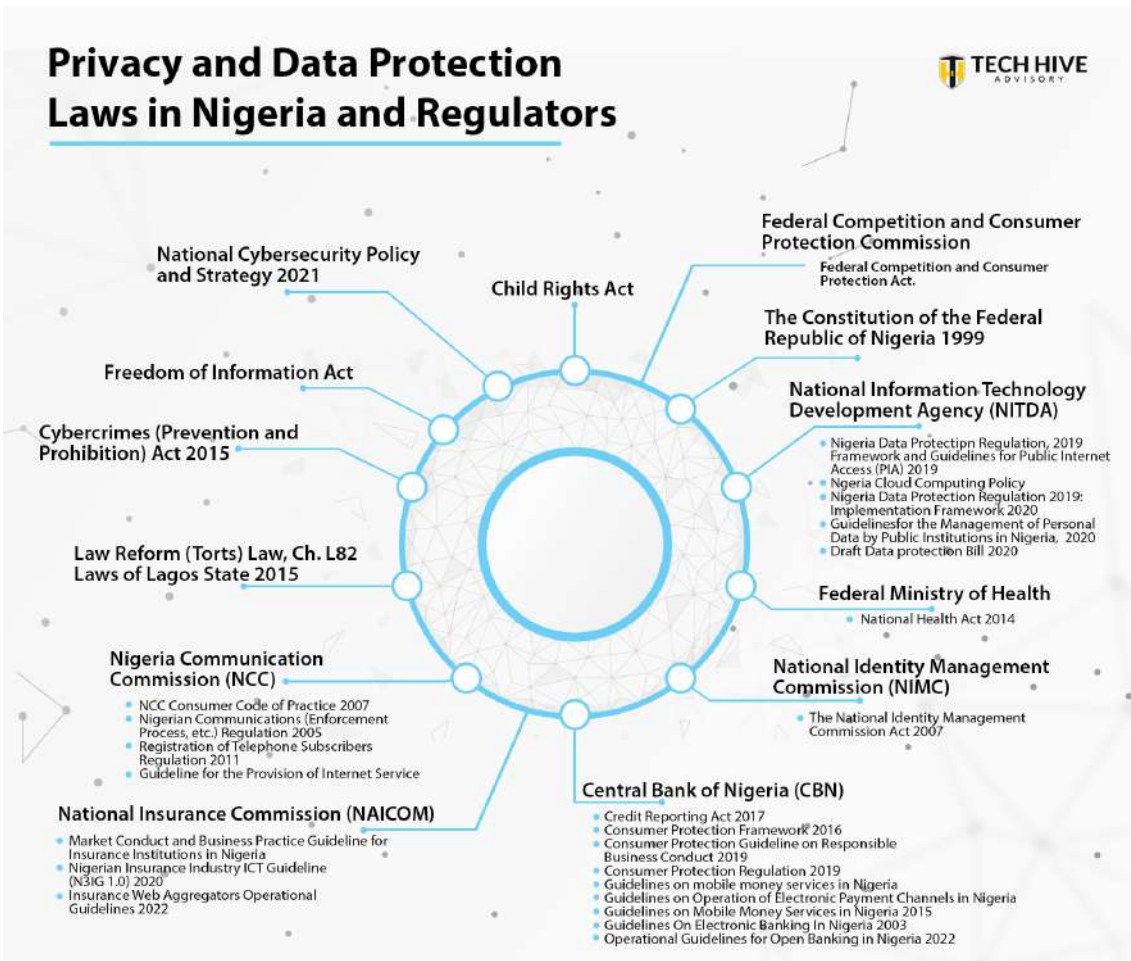 Privacy and Data Protection
Laws in Nigeria and Regulators
TECH HIVE
ADVISORY
National Cybersecurity Policy
and Strategy 2021
Child Rights Act
Federal Competition and Consumer
Protection Commission
Federal Competition and Consumer
Protection Act.
The Constitution of the Federal
Republic of Nigeria 1999
Freedom of Information Act
National Information Technology
Development Agency (NITDA)
Nigeria Data Protection Regulation, 2019
Framework and Guidelines for Public Internet
Access (PIA) 2019
Ngeria Cloud Computing Policy
Nigeria Data Protection Regulation 2019:
Implementation Framework 2020
Guidelinesfor the Management of Personal
Data by Public Institutions in Nigeria, 2020
Draft Data protection Bill 2020
Cybercrimes (Prevention and
Prohibition) Act 2015
Law Reform (Torts) Law, Ch. L82
Laws of Lagos State 2015
Federal Ministry of Health
National Health Act 2014
Nigeria Communication
Commission (NCC)
NCC Consumer Code of Practice 2007
Nigerian Communications (Enforcement
Process, etc.) Regulation 2005
Registration of Telephone Subscribers
Regulation 2011
Guideline for the Provision of Internet Service
National Identity Management
Commission (NIMC)
The National Identity Management
Commission Act 2007
National Insurance Commission (NAICOM)
Market Conduct and Business Practice Guideline for
Insurance Institutions in Nigeria
Nigerian Insurance Industry ICT Guideline
(N3IG 1.0) 2020
Insurance Web Aggregators Operational
Guidelines 2022
Central Bank of Nigeria (CBN)
Credit Reporting Act 2017
Consumer Protection Framework 2016
Consumer Protection Guideline on Responsible
Business Conduct 2019
Consumer Protection Regulation 2019
Guidelines on mobile money services in Nigeria
Guidelines on Operation of Electronic Payment Channels in Nigeria
Guidelines on Mobile Money Services in Nigeria 2015
Guidelines On Electronic Banking In Nigeria 2003
Operational Guidelines for Open Banking in Nigeria 2022